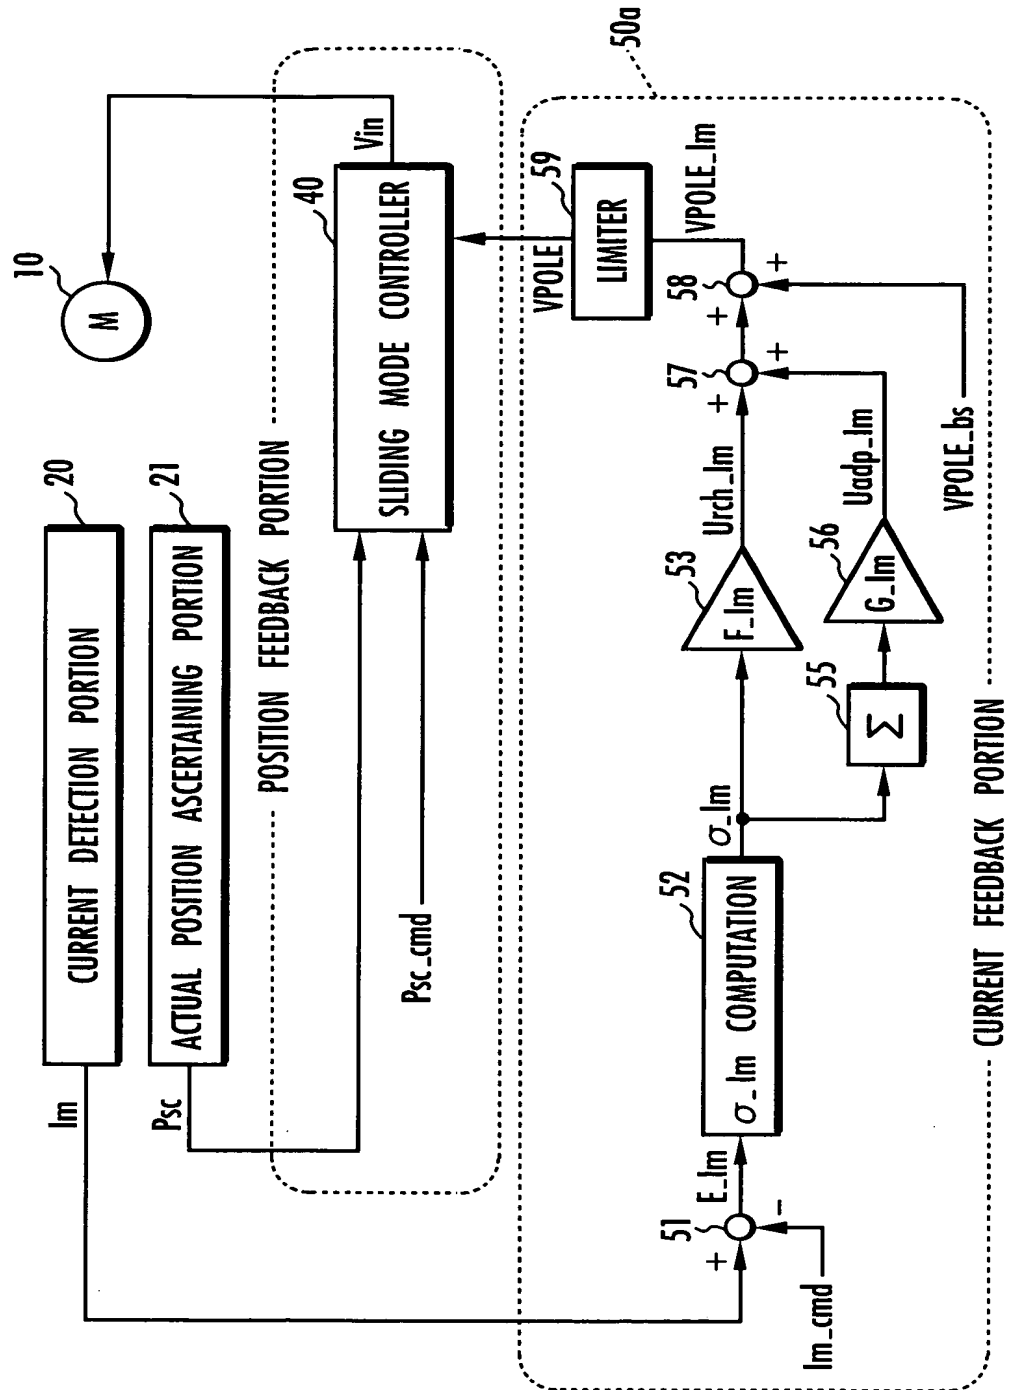 CURRENT DETECTION PORTION
20
Im
ACTUAL POSITION ASCERTAINING PORTION
21
Psc
10
M
POSITION FEEDBACK PORTION
SLIDING MODE CONTROLLER
40
Vin
Psc_cmd
VPOLE
LIMITER
59
VPOLE_Im
50a
Im_cmd
51
+
-
E_Im
52
σ_Im COMPUTATION
σ_Im
53
F_Im
Urch_Im
55
Σ
56
G_Im
Uadp_Im
57
+
+
58
+
+
VPOLE_bs
CURRENT FEEDBACK PORTION